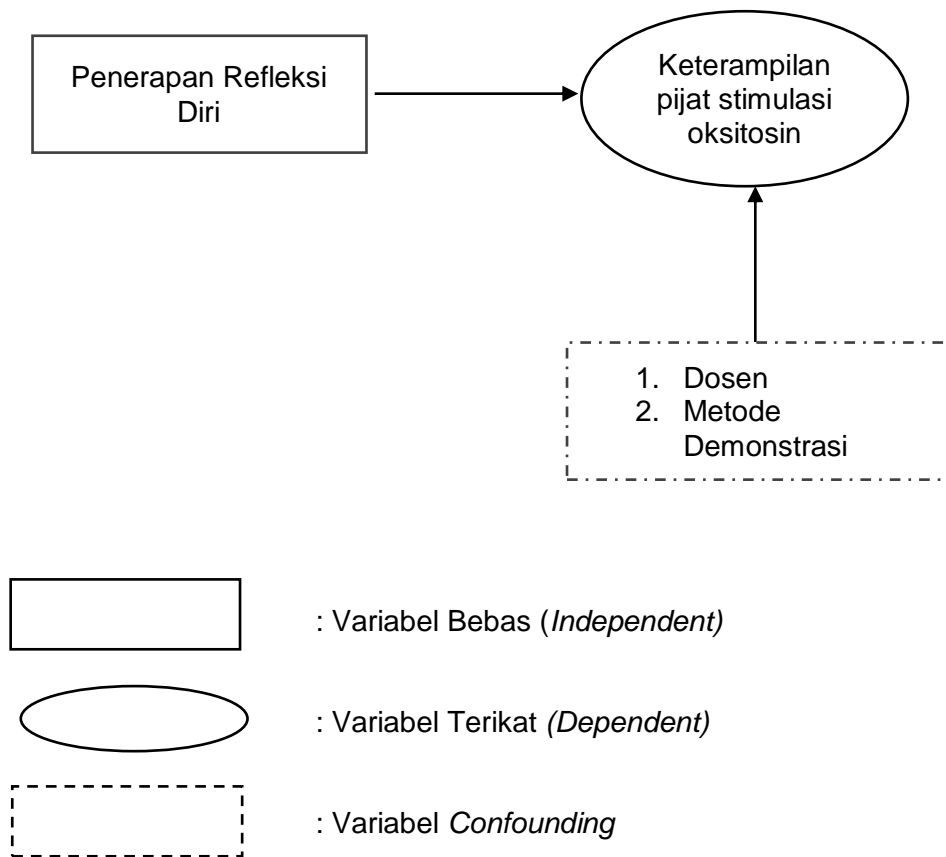 Penerapan Refleksi
Diri
Keterampilan
pijat stimulasi
oksitosin
1. Dosen
2. Metode
Demonstrasi
: Variabel Bebas (Independent)
: Variabel Terikat (Dependent)
: Variabel Confounding